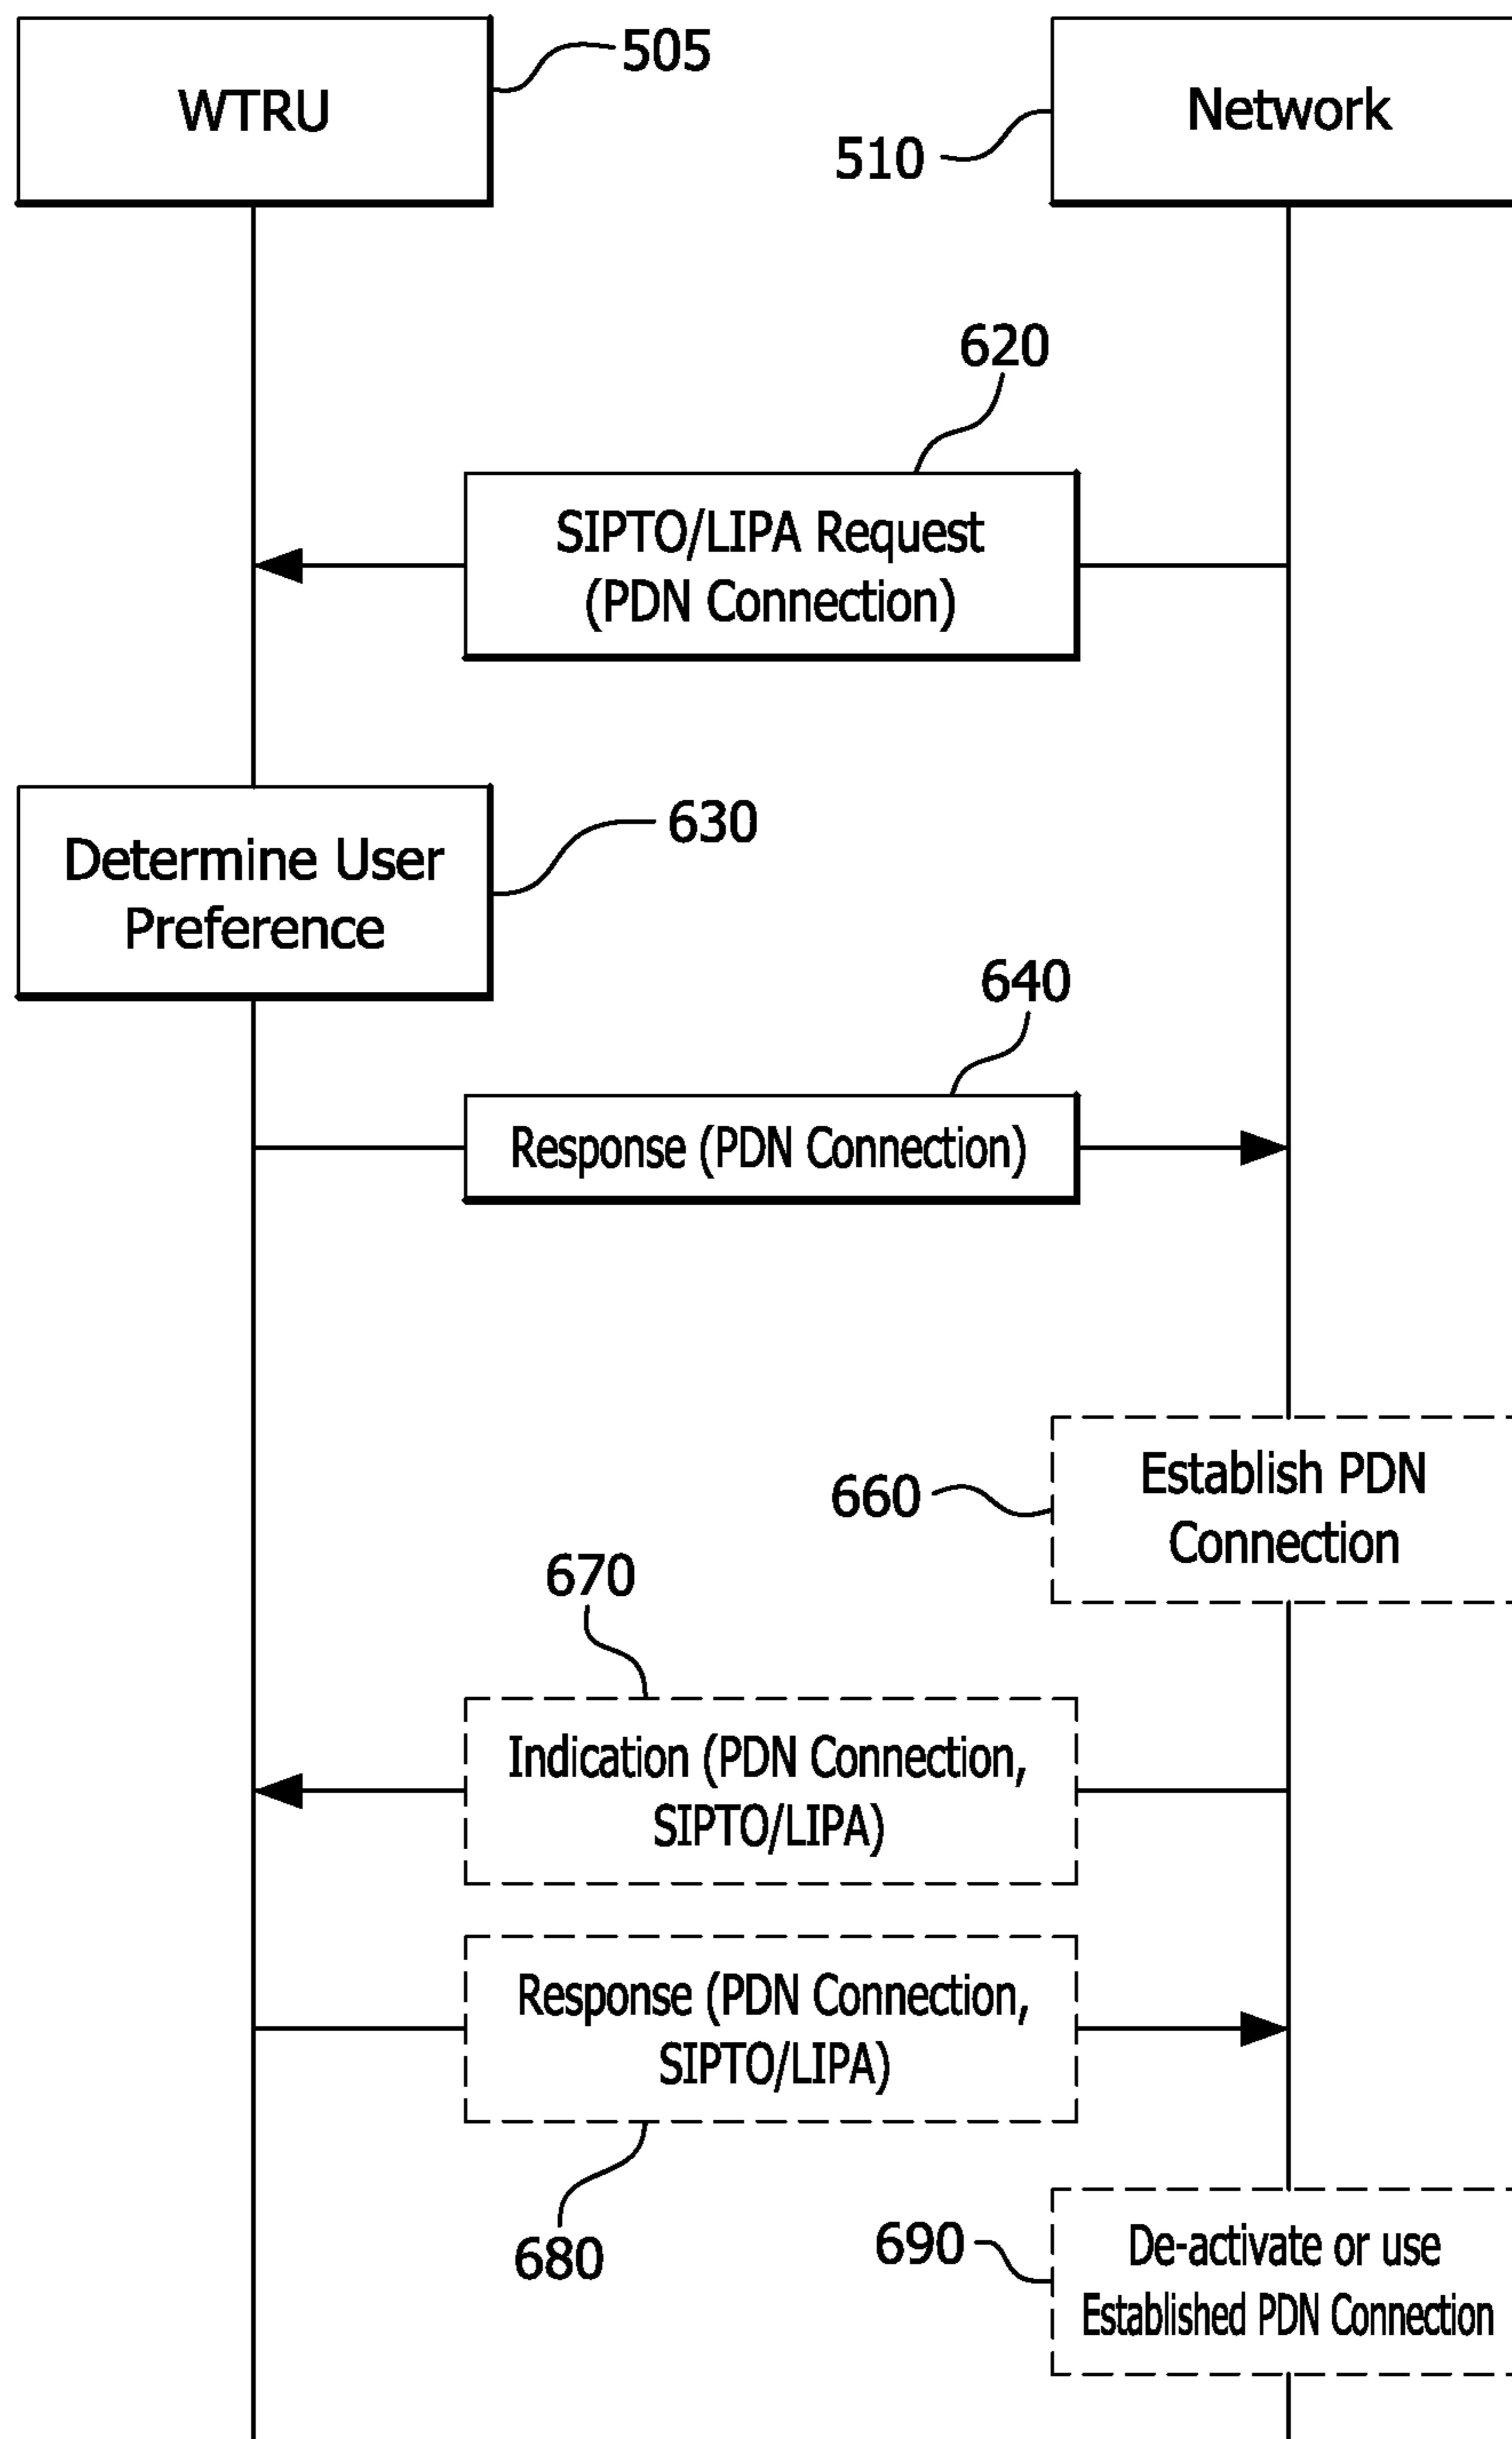 WTRU
505
510
Network
620
SIPTO/LIPA Request
(PDN Connection)
Determine User
Preference
630
640
Response (PDN Connection)
660
Establish PDN
Connection
670
Indication (PDN Connection,
SIPTO/LIPA)
Response (PDN Connection,
SIPTO/LIPA)
680
690
De-activate or use
Established PDN Connection